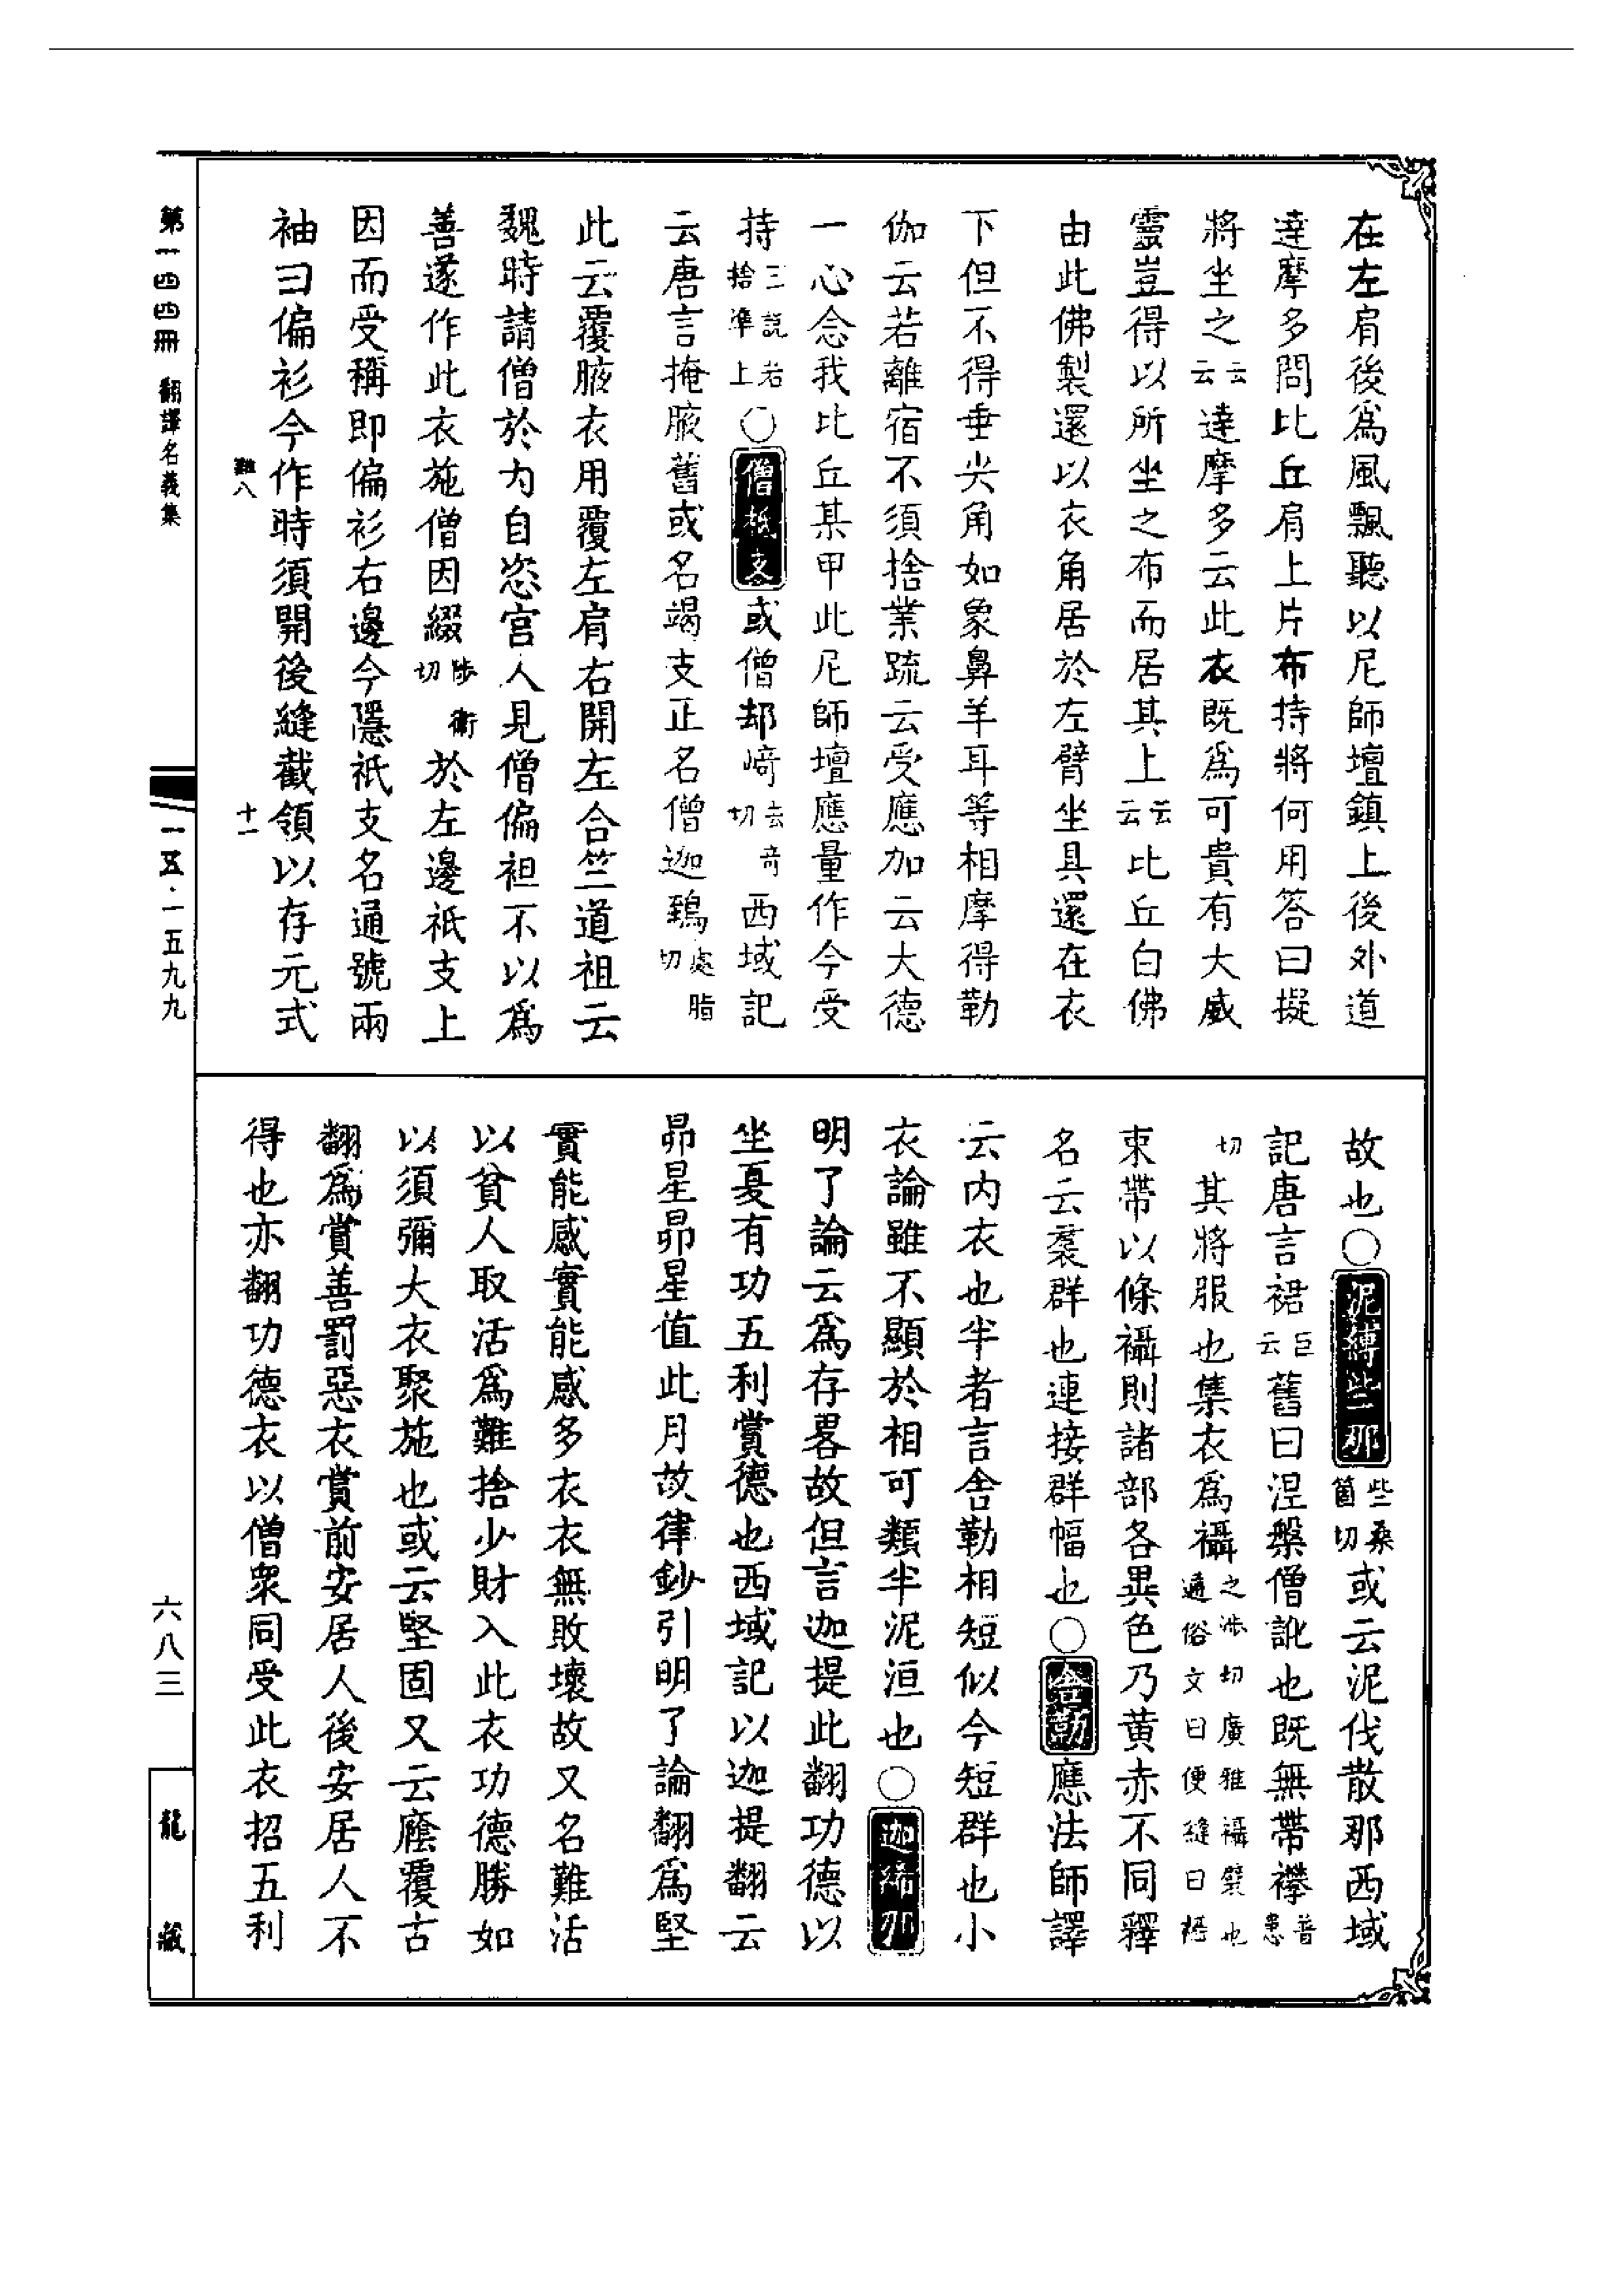 在左肩後為風飄聽以尼師壇鎮上後外道
達摩多問比丘肩上片布持將何用答曰擬
將坐之云云達摩多云此衣既為可貴有大威
靈豈得以所坐之布而居其上云云比丘白佛
由此佛製還以衣角居於左臂坐具還在衣
下但不得垂尖角如象鼻羊耳等相摩得勒
伽云若離宿不須捨業疏云受應加云大德
一心念我比丘某甲此尼師壇應量作今受
持三說若捨準上○僧祇支或僧却崎去奇切西域記
云唐言掩腋舊或名竭支正名僧迦鵄處脂切
此云覆腋衣用覆左肩右開左合竺道祖云
魏時請僧於內自恣宮人見僧偏袒不以為
善遂作此衣施僧因綴陟衛切於左邊祇支上
因而受稱即偏衫右邊今隱祇支名通號兩
袖曰偏衫今作時須開後縫截領以存元式
故也○泥縛些那些桑箇切或云泥伐散那西域
記唐言裙巨云舊曰涅槃僧訛也既無帶襻普患
切其將服也集衣為襵之涉切廣雅襵襞也通俗文曰便縫曰褶
束帶以條襵則諸部各異色乃黄赤不同釋
名云裠群也連接群幅也○舍勒應法師譯
云內衣也半者言舍勒相短似今短群也小
衣論雖不顯於相可類半泥洹也○迦絺那
明了論云為存畧故但言迦提此翻功德以
坐夏有功五利賞德也西域記以迦提翻云
昴星昴星值此月故律鈔引明了論翻為堅
實能感實能感多衣衣無敗壞故又名難活
以貧人取活為難捨少財入此衣功德勝如
以須彌大衣聚施也或云堅固又云廕覆古
翻為賞善罰惡衣賞前安居人後安居人不
得也亦翻功德衣以僧衆同受此衣招五利
難八
十一
第一四四冊 翻譯名義集
一五·一五九九
六八三
龍藏